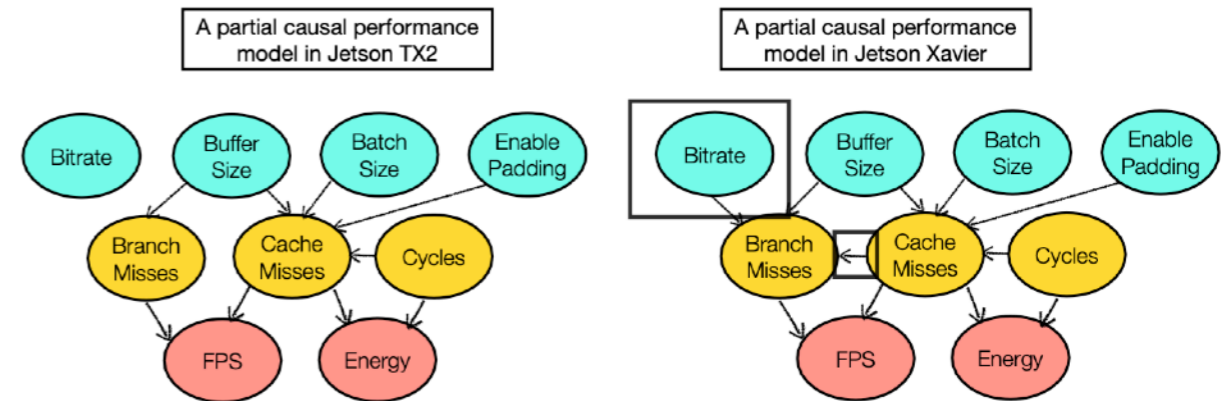 A partial causal performance
model in Jetson TX2
A partial causal performance
model in Jetson Xavier
Bitrate
Buffer
Size
Batch
Size
Enable
Padding
Branch
Misses
Cache
Misses
Cycles
FPS
Energy
Bitrate
Buffer
Size
Batch
Size
Enable
Padding
Branch
Misses
Cache
Misses
Cycles
FPS
Energy